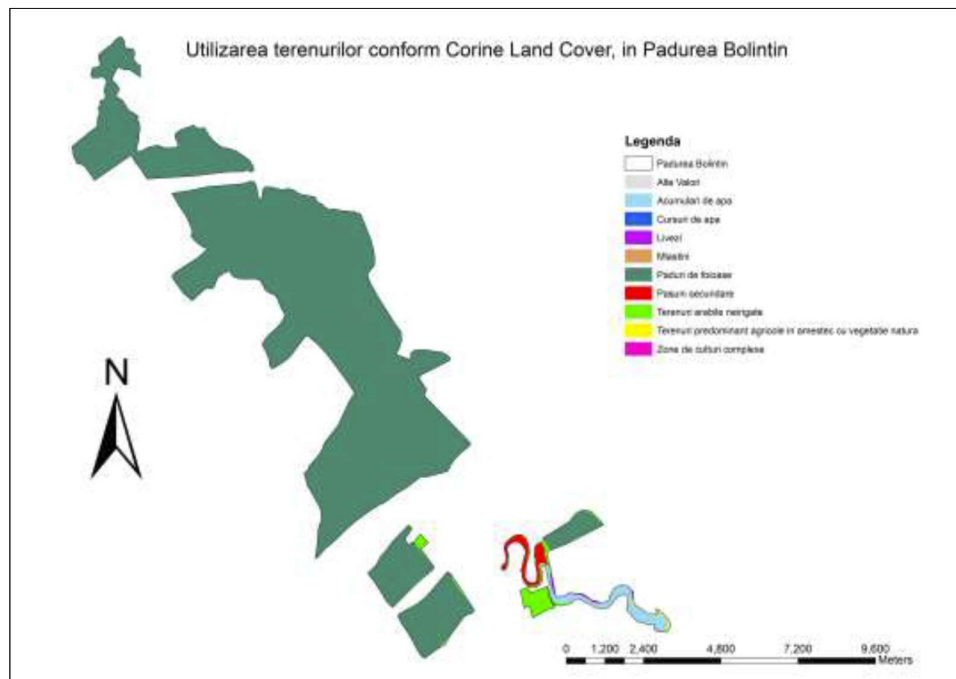 Utilizarea terenurilor conform Corine Land Cover, in Padurea Bolintin
Legenda
Padurea Bolintin
Alte Valori
Acumulari de apa
Cursuri de apa
Livezi
Mlastini
Paduri de foioase
Pasuni secundare
Terenuri arabile neirigate
Terenuri predominant agricole in amestec cu vegetatie natura
Zone de culturi complexe
N
0 1,200 2,400 4,800 7,200 9,600
Meters